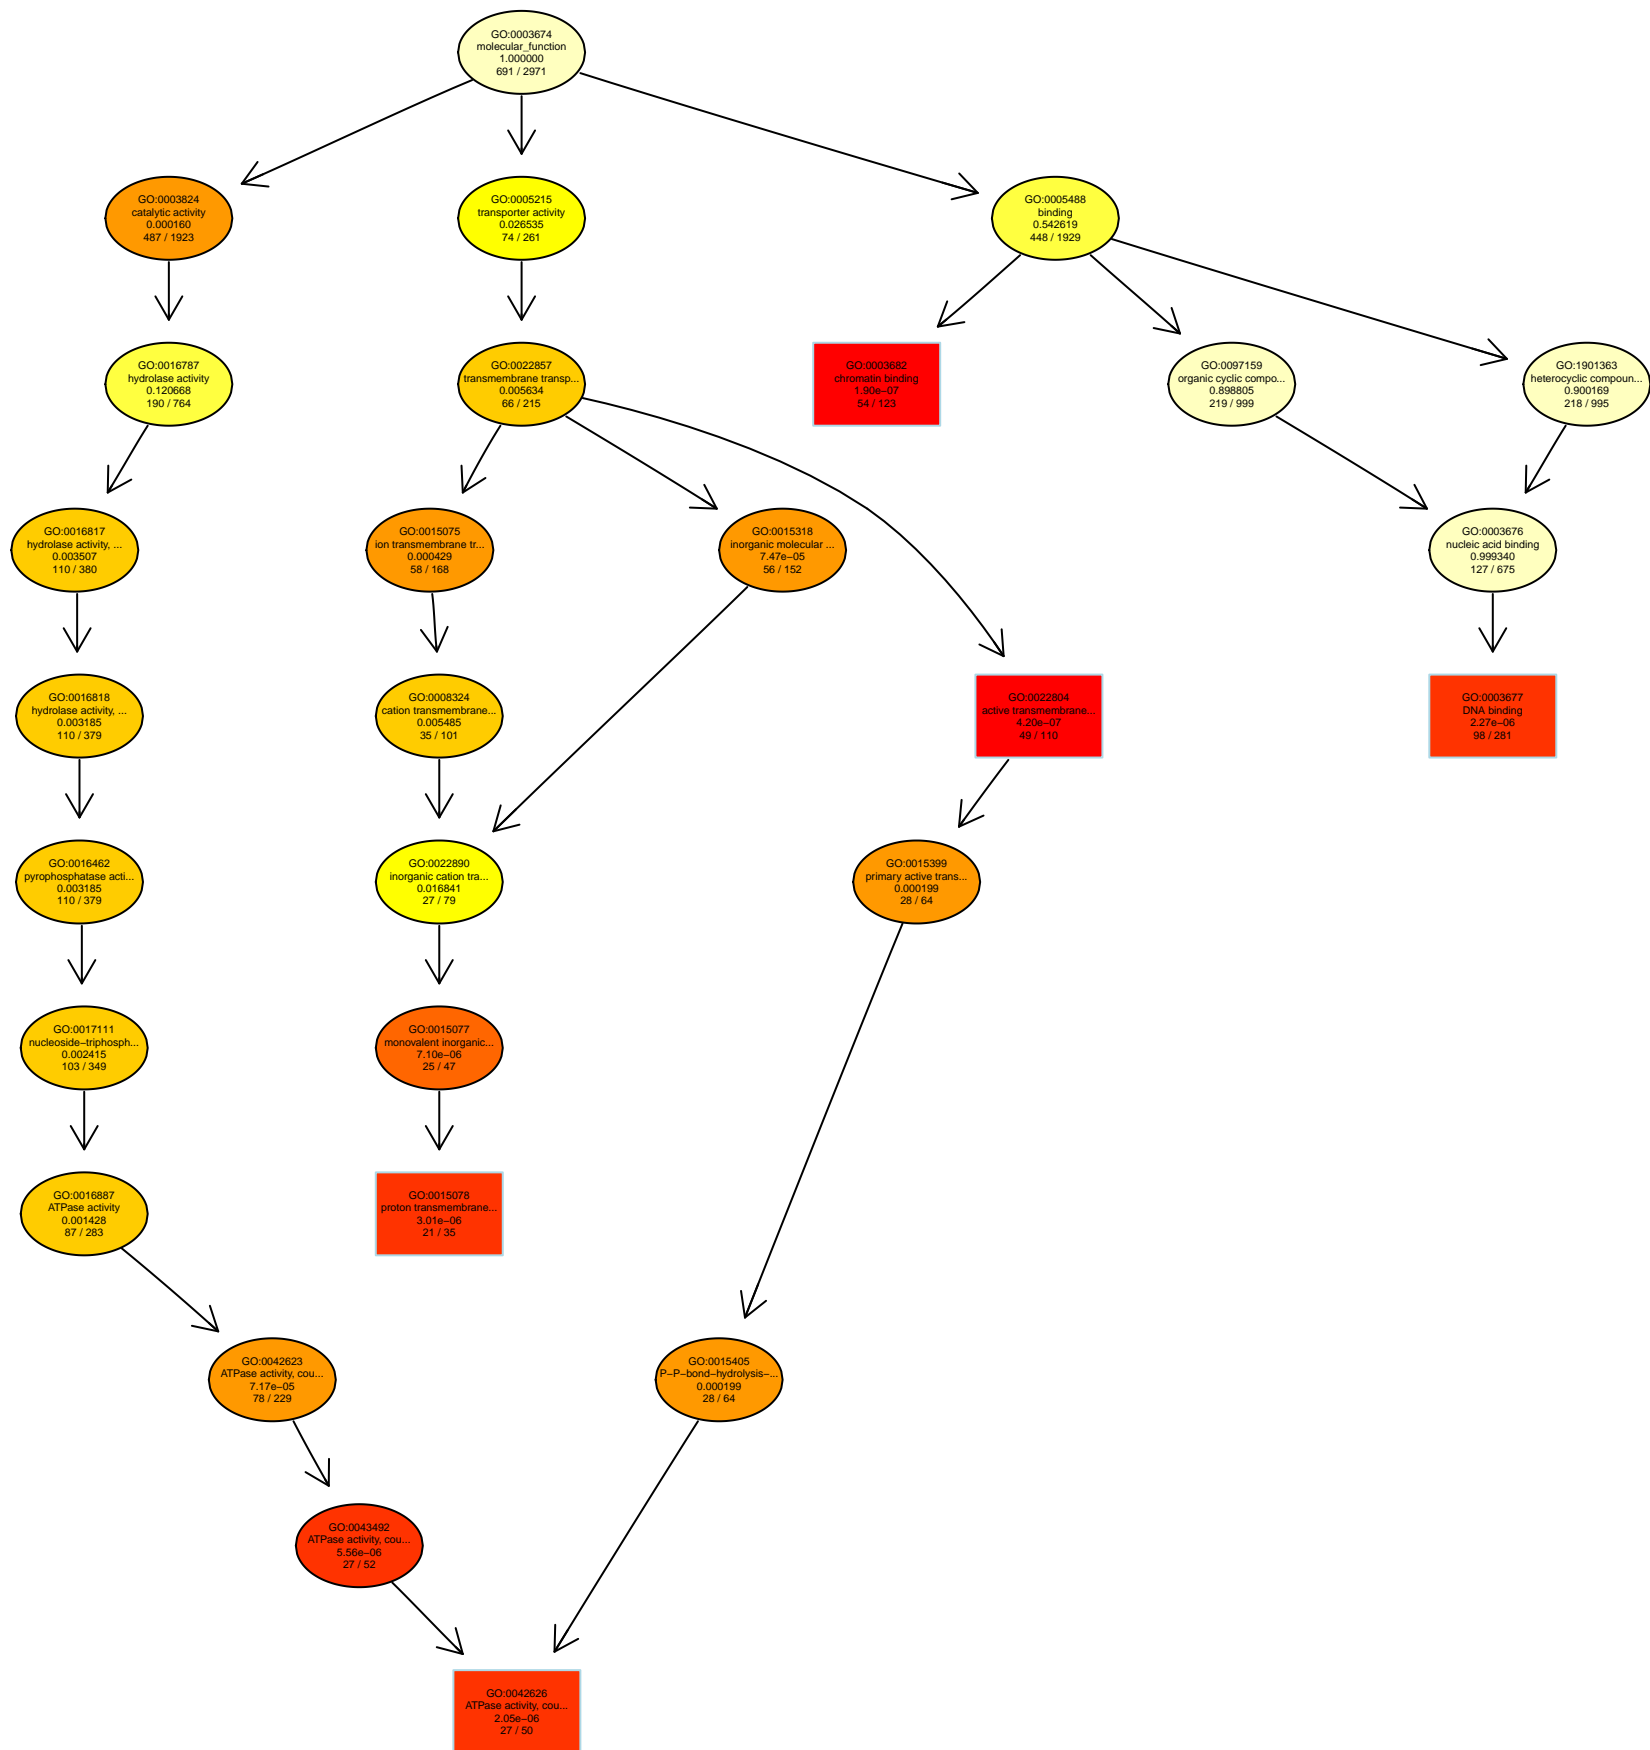 GO:0003674
molecular_function
1.000000
691 / 2971
GO:0003824
catalytic activity
0.000160
487 / 1923
GO:0005215
transporter activity
0.026535
74 / 261
GO:0005488
binding
0.542619
448 / 1929
GO:0016787
hydrolase activity
0.120668
190 / 764
GO:0022857
transmembrane transp...
0.005634
66 / 215
GO:0003682
chromatin binding
1.90e−07
54 / 123
GO:0097159
organic cyclic compo...
0.898805
219 / 999
GO:1901363
heterocyclic compoun...
0.900169
218 / 995
GO:0016817
hydrolase activity, ...
0.003507
110 / 380
GO:0015075
ion transmembrane tr...
0.000429
58 / 168
GO:0015318
inorganic molecular ...
7.47e−05
56 / 152
GO:0003676
nucleic acid binding
0.999340
127 / 675
GO:0016818
hydrolase activity, ...
0.003185
110 / 379
GO:0008324
cation transmembrane...
0.005485
35 / 101
GO:0022804
active transmembrane...
4.20e−07
49 / 110
GO:0003677
DNA binding
2.27e−06
98 / 281
GO:0016462
pyrophosphatase acti...
0.003185
110 / 379
GO:0022890
inorganic cation tra...
0.016841
27 / 79
GO:0015399
primary active trans...
0.000199
28 / 64
GO:0017111
nucleoside−triphosph...
0.002415
103 / 349
GO:0015077
monovalent inorganic...
7.10e−06
25 / 47
GO:0016887
ATPase activity
0.001428
87 / 283
GO:0015078
proton transmembrane...
3.01e−06
21 / 35
GO:0042623
ATPase activity, cou...
7.17e−05
78 / 229
GO:0015405
P−P−bond−hydrolysis−...
0.000199
28 / 64
GO:0043492
ATPase activity, cou...
5.56e−06
27 / 52
GO:0042626
ATPase activity, cou...
2.05e−06
27 / 50